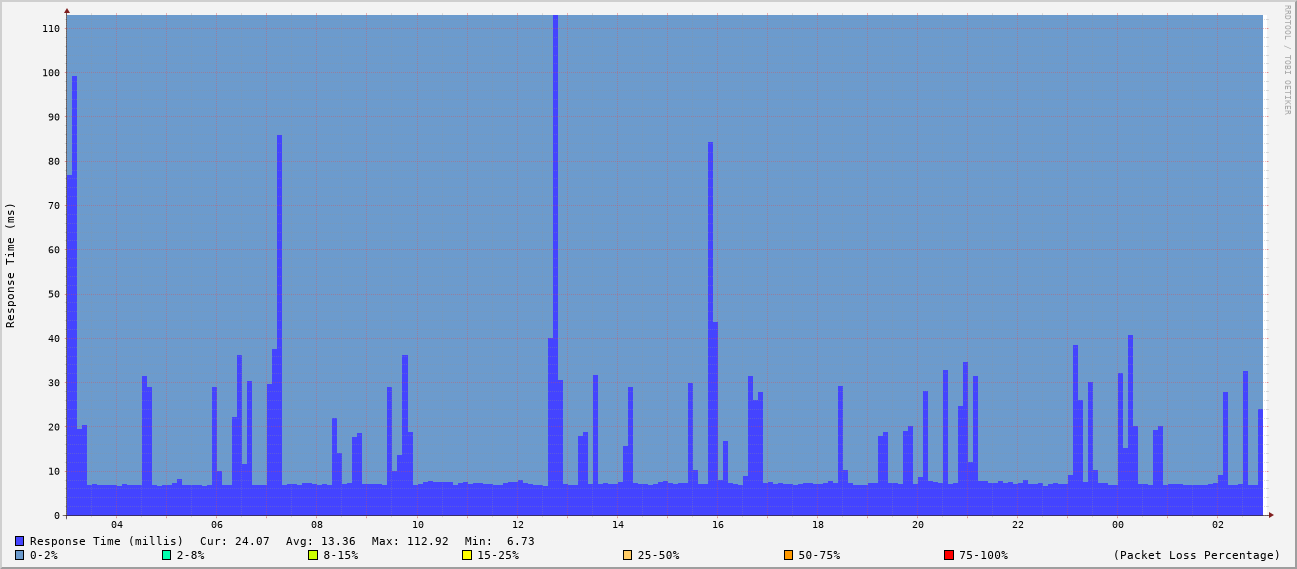 RRDTOOL / TOBI OETIKER
Response Time (ms)
110
100
90
80
70
60
50
40
30
20
10
0
04 06 08 10 12 14 16 18 20 22 00 02
Response Time (millis) Cur: 24.07 Avg: 13.36 Max: 112.92 Min: 6.73
0-2% 2-8% 8-15% 15-25% 25-50% 50-75% 75-100% (Packet Loss Percentage)